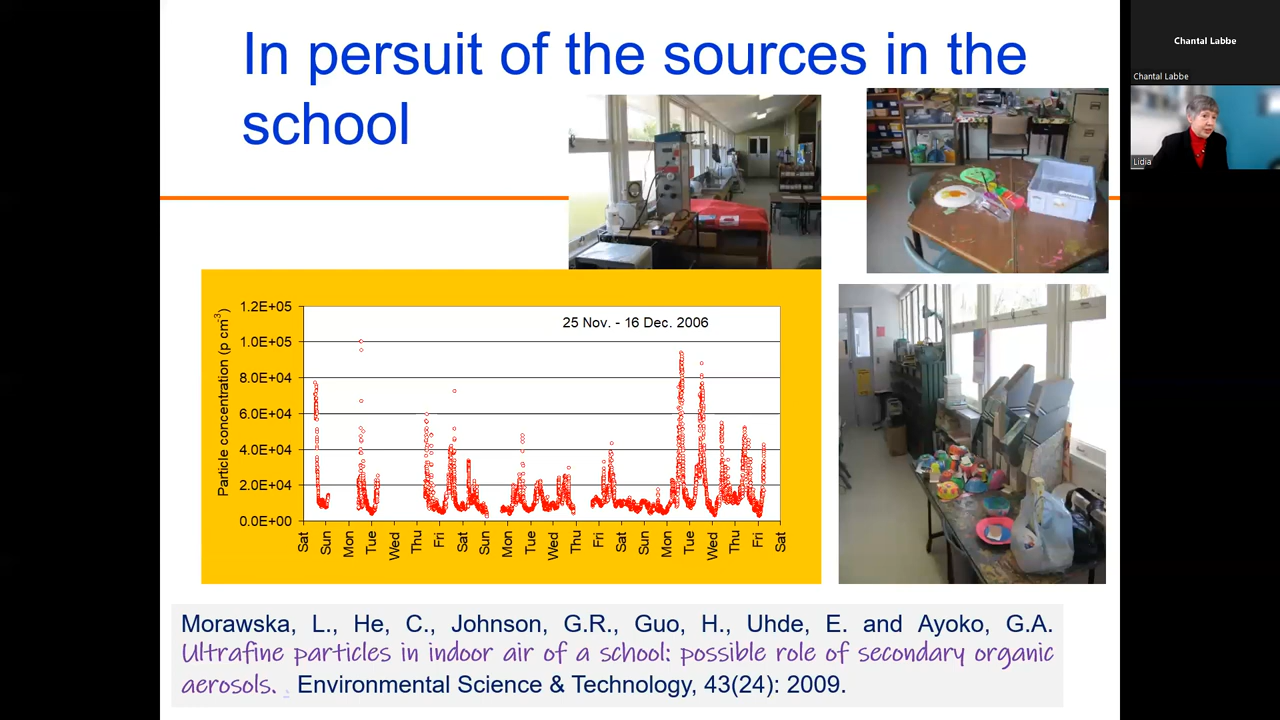 In persuit of the sources in the
school
1.2E+05
1.0E+05
8.0E+04
6.0E+04
4.0E+04
2.0E+04
0.0E+00
Particle concentration (p cm-3)
25 Nov. - 16 Dec. 2006
Sat Sun Mon Tue Wed Thu Fri Sat Sun Mon Tue Wed Thu Fri Sat Sun Mon Tue Wed Thu Fri Sat
Morawska, L., He, C., Johnson, G.R., Guo, H., Uhde, E. and Ayoko, G.A.
Ultrafine particles in indoor air of a school: possible role of secondary organic
aerosols. . Environmental Science & Technology, 43(24): 2009.
Chantal Labbe
Chantal Labbe
Lidia